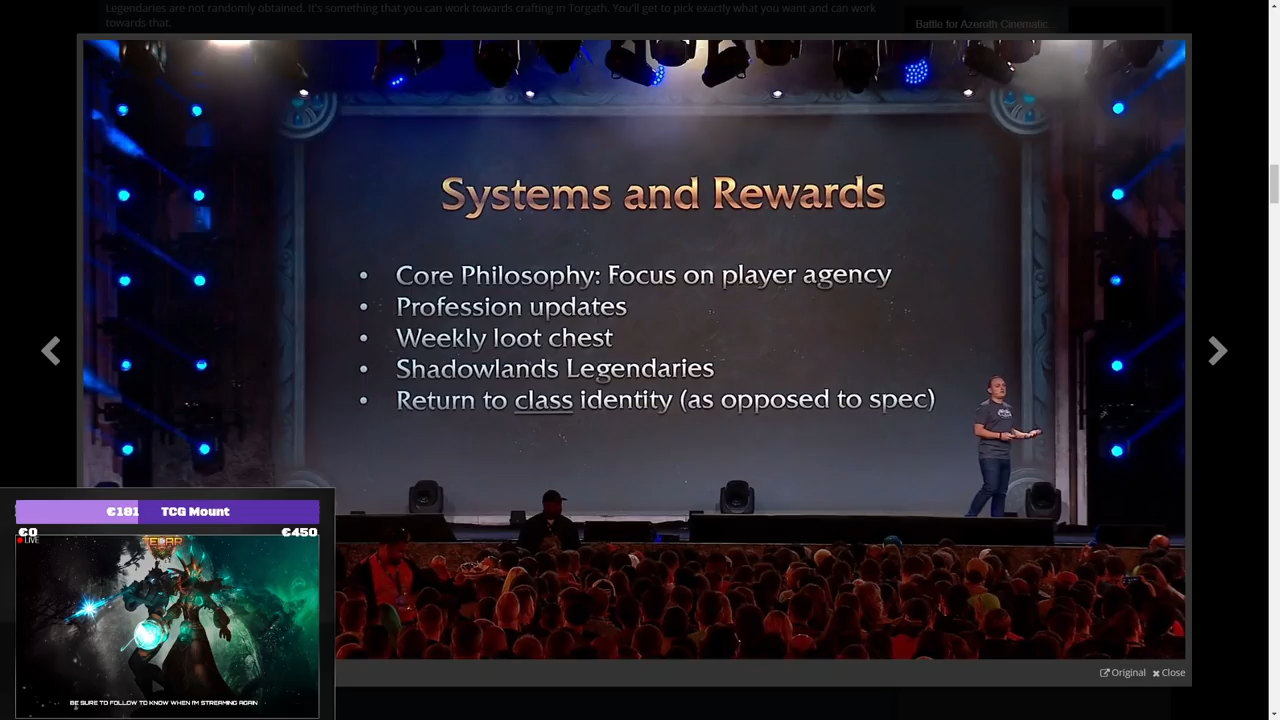 Legendaries are not randomly obtained. It's something that you can work towards crafting in Torgath. You'll get to pick exactly what you want and can work
towards that.
Battle for Azeroth Cinematic...
Systems and Rewards
• Core Philosophy: Focus on player agency
• Profession updates
• Weekly loot chest
• Shadowlands Legendaries
• Return to class identity (as opposed to spec)
€181 TCG Mount
€0 €450
LIVE
BE SURE TO FOLLOW TO KNOW WHEN I'M STREAMING AGAIN
Original Close